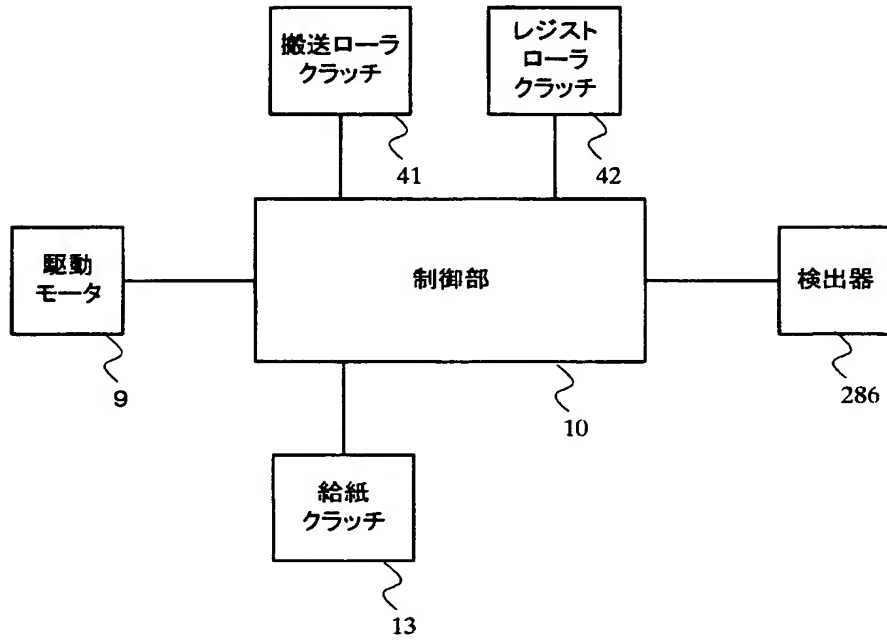 搬送ローラ
クラッチ
41
レジスト
ローラ
クラッチ
42
駆動
モータ
9
制御部
10
検出器
286
給紙
クラッチ
13